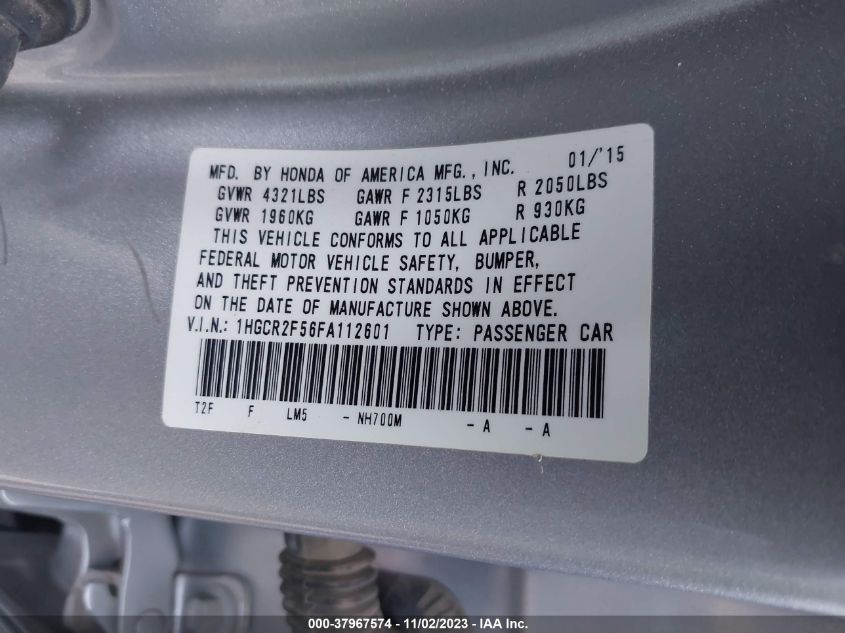 MFD. BY HONDA OF AMERICA MFG., INC. 01/'15
GVWR 4321LBS GAWR F 2315LBS R 2050LBS
GVWR 1960KG GAWR F 1050KG R 930KG
THIS VEHICLE CONFORMS TO ALL APPLICABLE
FEDERAL MOTOR VEHICLE SAFETY, BUMPER,
AND THEFT PREVENTION STANDARDS IN EFFECT
ON THE DATE OF MANUFACTURE SHOWN ABOVE.
V.I.N.: 1HGCR2F56FA112601 TYPE: PASSENGER CAR
T2F F LM5 - NH700M - A - A
000-37967574 — 11/02/2023 — IAA Inc.